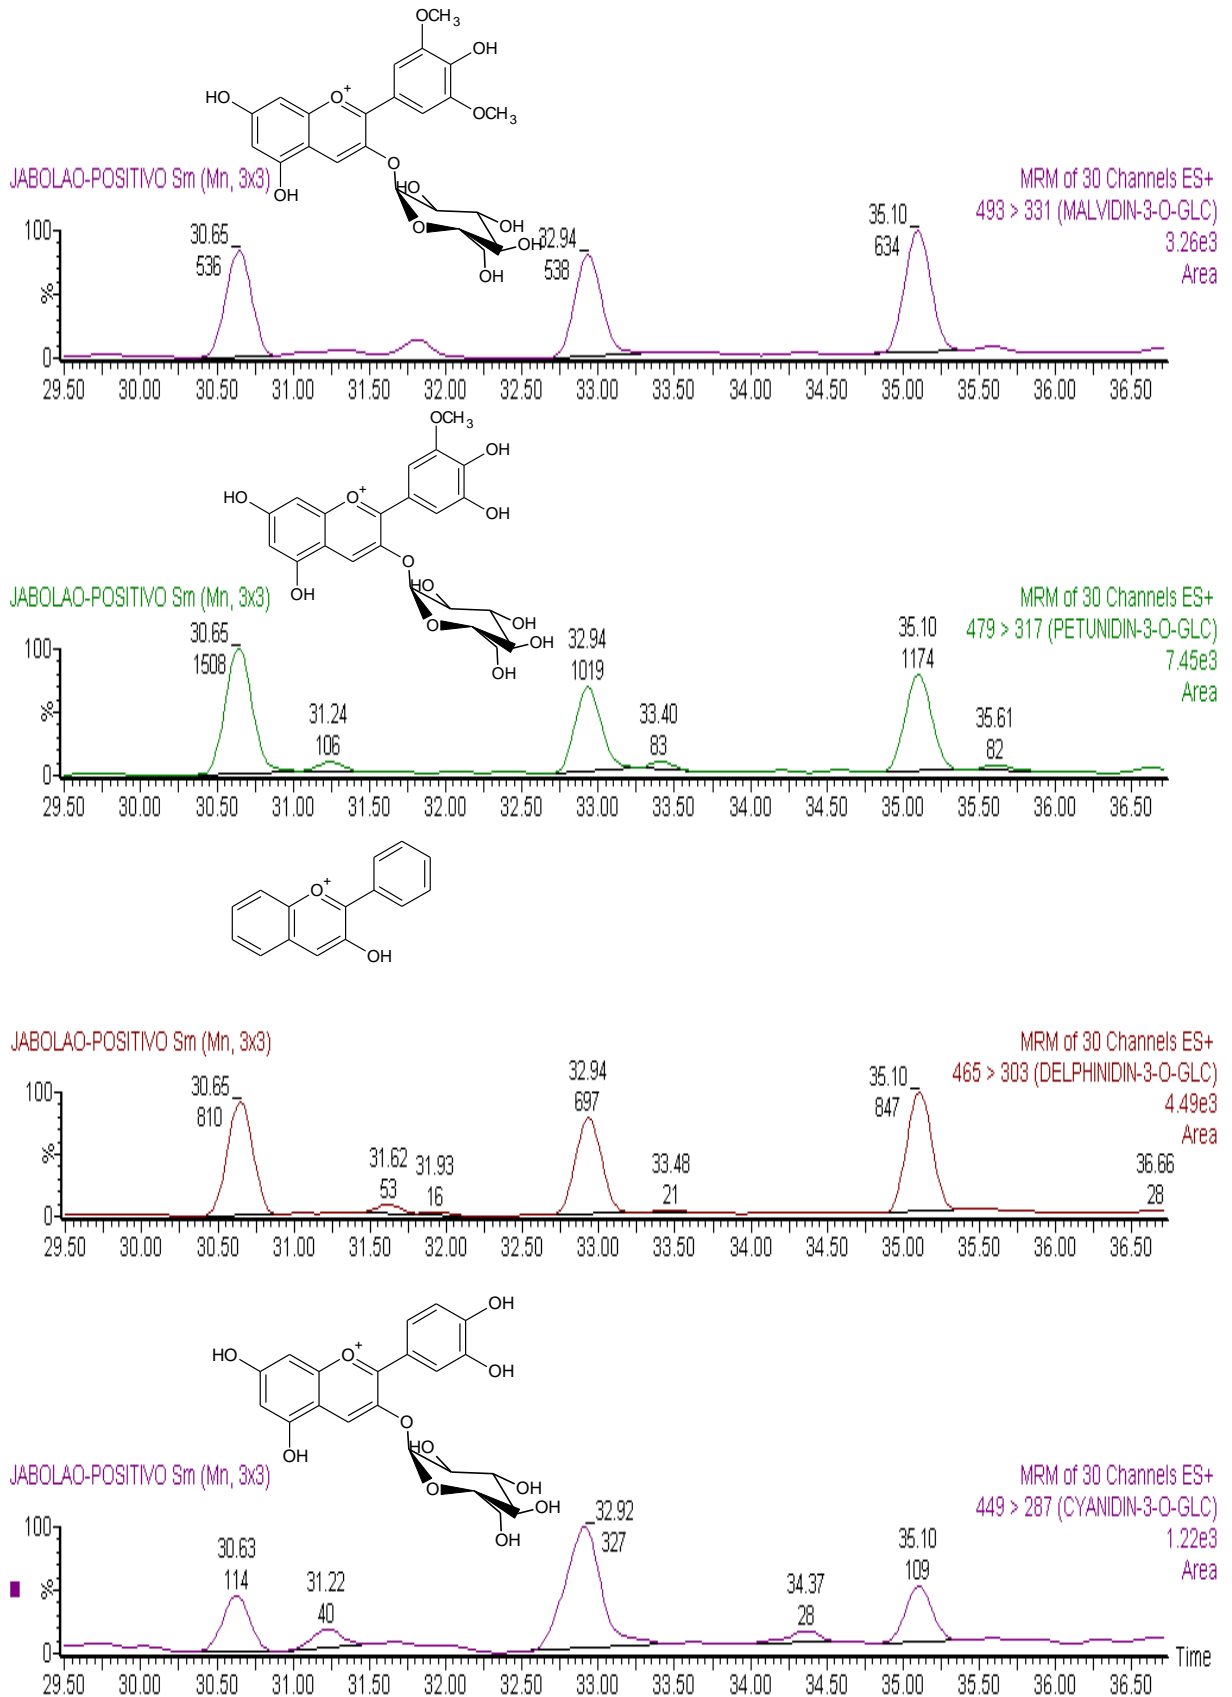 OCH3
OH
HO
O+
OCH3
OH
O
HO
O
OH
OH
OH
JABOLAO-POSITIVO Sm (Mn, 3x3)
MRM of 30 Channels ES+
493 > 331 (MALVIDIN-3-O-GLC)
3.26e3
Area
30.65
536
32.94
538
35.10
634
100
%
0
29.50 30.00 30.50 31.00 31.50 32.00 32.50 33.00 33.50 34.00 34.50 35.00 35.50 36.00 36.50
OCH3
OH
HO
O+
OH
OH
O
HO
O
OH
OH
OH
JABOLAO-POSITIVO Sm (Mn, 3x3)
MRM of 30 Channels ES+
479 > 317 (PETUNIDIN-3-O-GLC)
7.45e3
Area
30.65
1508
31.24
106
32.94
1019
33.40
83
35.10
1174
35.61
82
100
%
0
29.50 30.00 30.50 31.00 31.50 32.00 32.50 33.00 33.50 34.00 34.50 35.00 35.50 36.00 36.50
O+
OH
JABOLAO-POSITIVO Sm (Mn, 3x3)
MRM of 30 Channels ES+
465 > 303 (DELPHINIDIN-3-O-GLC)
4.49e3
Area
30.65
810
31.62
53
31.93
16
32.94
697
33.48
21
35.10
847
36.66
28
100
%
0
29.50 30.00 30.50 31.00 31.50 32.00 32.50 33.00 33.50 34.00 34.50 35.00 35.50 36.00 36.50
OH
HO
O+
OH
OH
O
HO
O
OH
OH
OH
JABOLAO-POSITIVO Sm (Mn, 3x3)
MRM of 30 Channels ES+
449 > 287 (CYANIDIN-3-O-GLC)
1.22e3
Area
30.63
114
31.22
40
32.92
327
34.37
28
35.10
109
100
%
0
Time
29.50 30.00 30.50 31.00 31.50 32.00 32.50 33.00 33.50 34.00 34.50 35.00 35.50 36.00 36.50